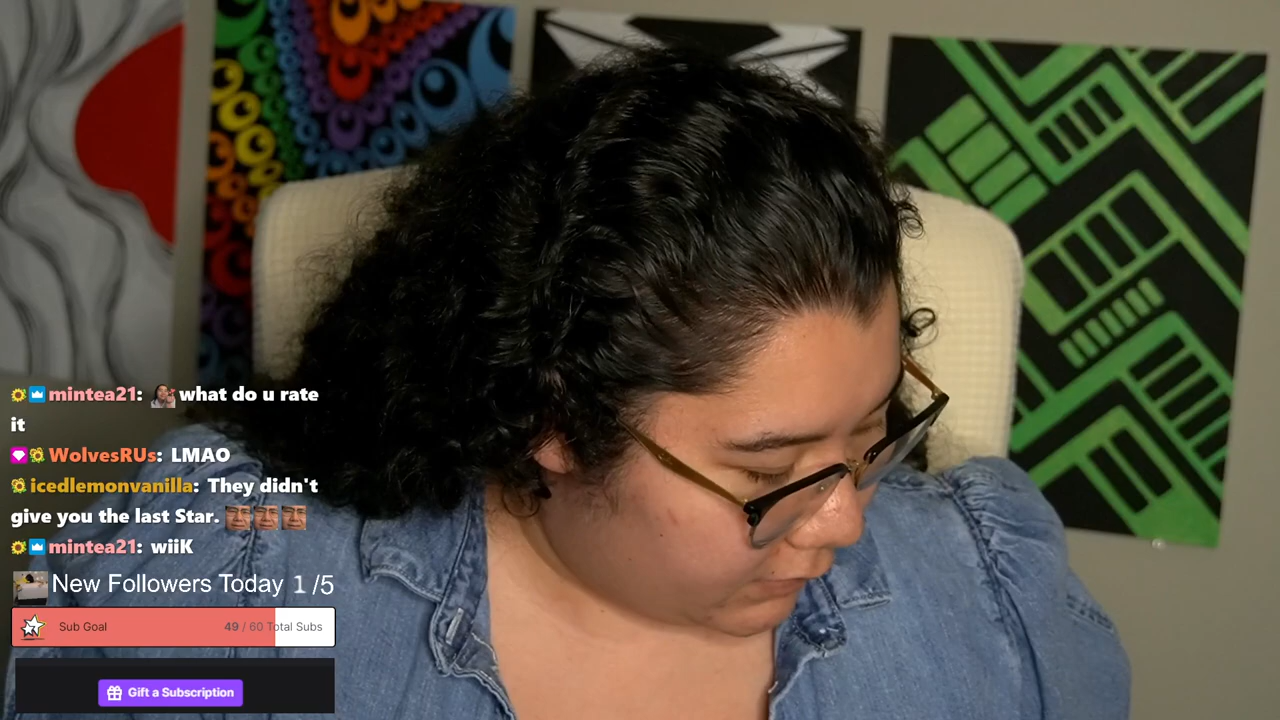 mintea21: what do u rate
it
WolvesRUs: LMAO
icedlemonvanilla: They didn't
give you the last Star.
mintea21: wiiK
New Followers Today 1 /5
Sub Goal 49 / 60 Total Subs
Gift a Subscription